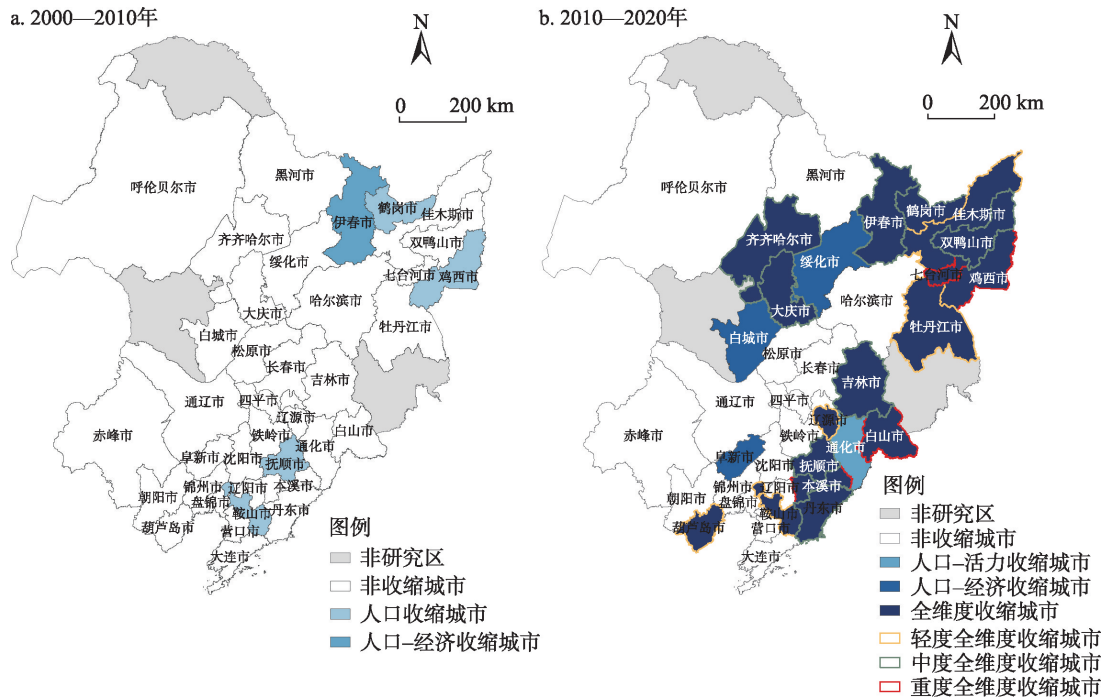 a. 2000—2010年
N
0 200 km
黑河市
呼伦贝尔市
鹤岗市
伊春市
佳木斯市
齐齐哈尔市
双鸭山市
绥化市
七台河市
鸡西市
哈尔滨市
大庆市
牡丹江市
白城市
松原市
长春市
吉林市
通辽市
四平市
辽源市
赤峰市
铁岭市
白山市
通化市
阜新市
沈阳市
抚顺市
锦州市
辽阳市
本溪市
朝阳市
盘锦市
鞍山市
丹东市
葫芦岛市
营口市
大连市
图例
非研究区
非收缩城市
人口收缩城市
人口–经济收缩城市
b. 2010—2020年
N
0 200 km
黑河市
呼伦贝尔市
鹤岗市
伊春市
佳木斯市
齐齐哈尔市
双鸭山市
绥化市
七台河市
鸡西市
哈尔滨市
大庆市
牡丹江市
白城市
松原市
长春市
吉林市
通辽市
四平市
辽源市
赤峰市
铁岭市
白山市
通化市
阜新市
沈阳市
抚顺市
锦州市
辽阳市
本溪市
朝阳市
盘锦市
鞍山市
丹东市
葫芦岛市
营口市
大连市
图例
非研究区
非收缩城市
人口–活力收缩城市
人口–经济收缩城市
全维度收缩城市
轻度全维度收缩城市
中度全维度收缩城市
重度全维度收缩城市